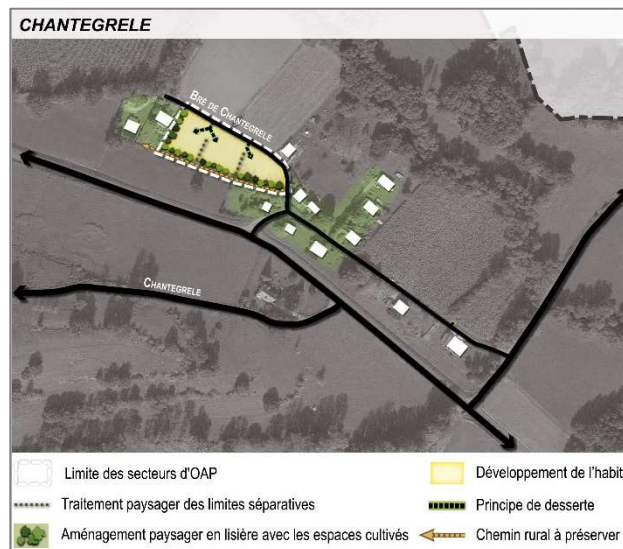 CHANTEGRELE
BRÉ DE CHANTEGRELE
CHANTEGRELE
Limite des secteurs d'OAP
Développement de l'habit
Traitement paysager des limites séparatives
Principe de desserte
Aménagement paysager en lisière avec les espaces cultivés
Chemin rural à préserver